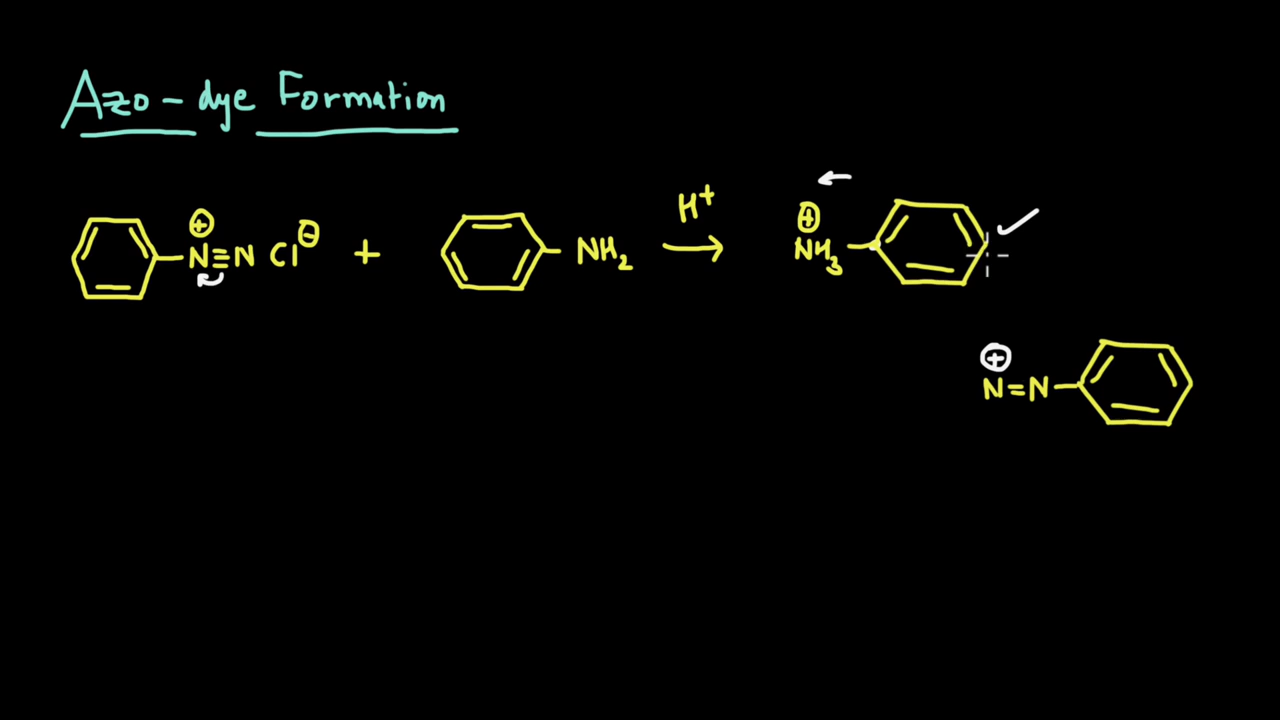 Azo-dye Formation
⊕ N≡N Cl⊖ + NH₂ H⁺ → ⊕ NH₃
⊕ N=N